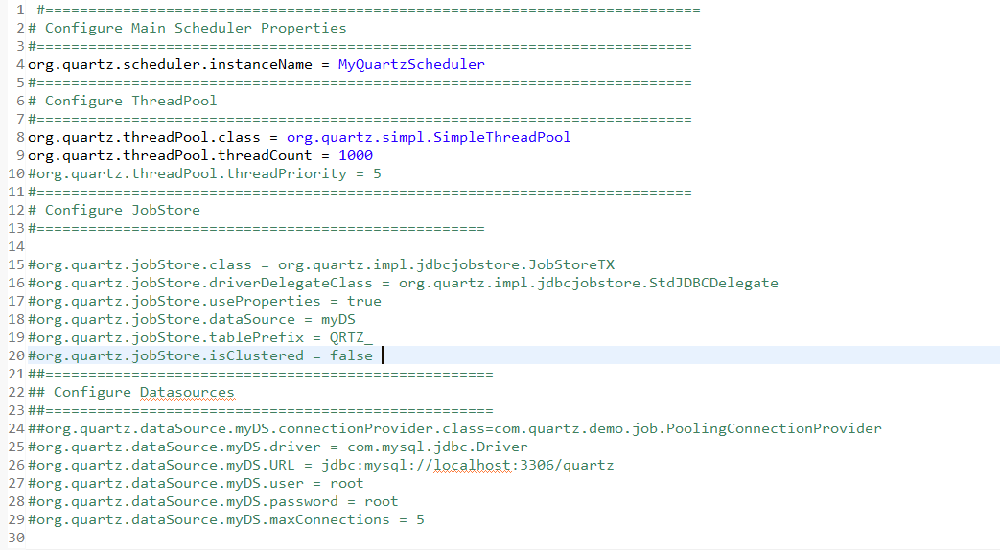 1 #============================================================================
2 # Configure Main Scheduler Properties
3 #============================================================================
4 org.quartz.scheduler.instanceName = MyQuartzScheduler
5 #============================================================================
6 # Configure ThreadPool
7 #============================================================================
8 org.quartz.threadPool.class = org.quartz.simpl.SimpleThreadPool
9 org.quartz.threadPool.threadCount = 1000
10 #org.quartz.threadPool.threadPriority = 5
11 #============================================================================
12 # Configure JobStore
13 #====================================================
14
15 #org.quartz.jobStore.class = org.quartz.impl.jdbcjobstore.JobStoreTX
16 #org.quartz.jobStore.driverDelegateClass = org.quartz.impl.jdbcjobstore.StdJDBCDelegate
17 #org.quartz.jobStore.useProperties = true
18 #org.quartz.jobStore.dataSource = myDS
19 #org.quartz.jobStore.tablePrefix = QRTZ_
20 #org.quartz.jobStore.isClustered = false
21 ##====================================================
22 ## Configure Datasources
23 ##====================================================
24 ##org.quartz.dataSource.myDS.connectionProvider.class=com.quartz.demo.job.PoolingConnectionProvider
25 #org.quartz.dataSource.myDS.driver = com.mysql.jdbc.Driver
26 #org.quartz.dataSource.myDS.URL = jdbc:mysql://localhost:3306/quartz
27 #org.quartz.dataSource.myDS.user = root
28 #org.quartz.dataSource.myDS.password = root
29 #org.quartz.dataSource.myDS.maxConnections = 5
30